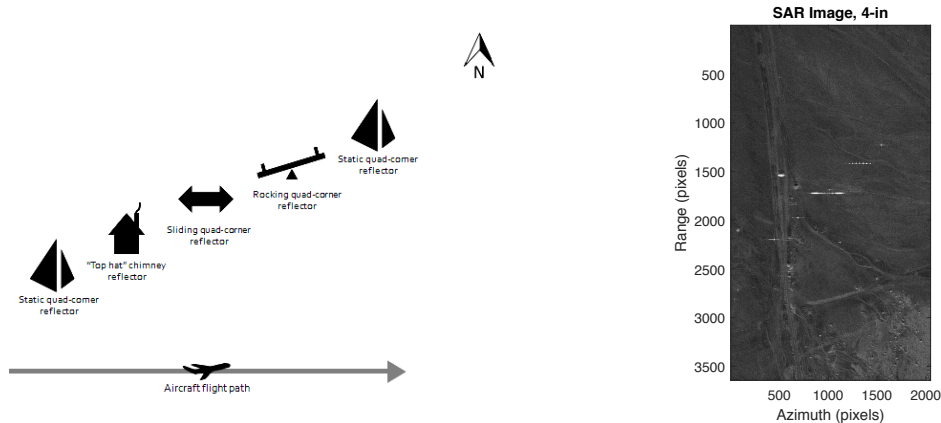 N
Static quad-corner
reflector
Rocking quad-corner
reflector
Sliding quad-corner
reflector
"Top hat" chimney
reflector
Static quad-corner
reflector
Aircraft flight path
SAR Image, 4-in
Range (pixels)
500
1000
1500
2000
2500
3000
3500
500 1000 1500 2000
Azimuth (pixels)